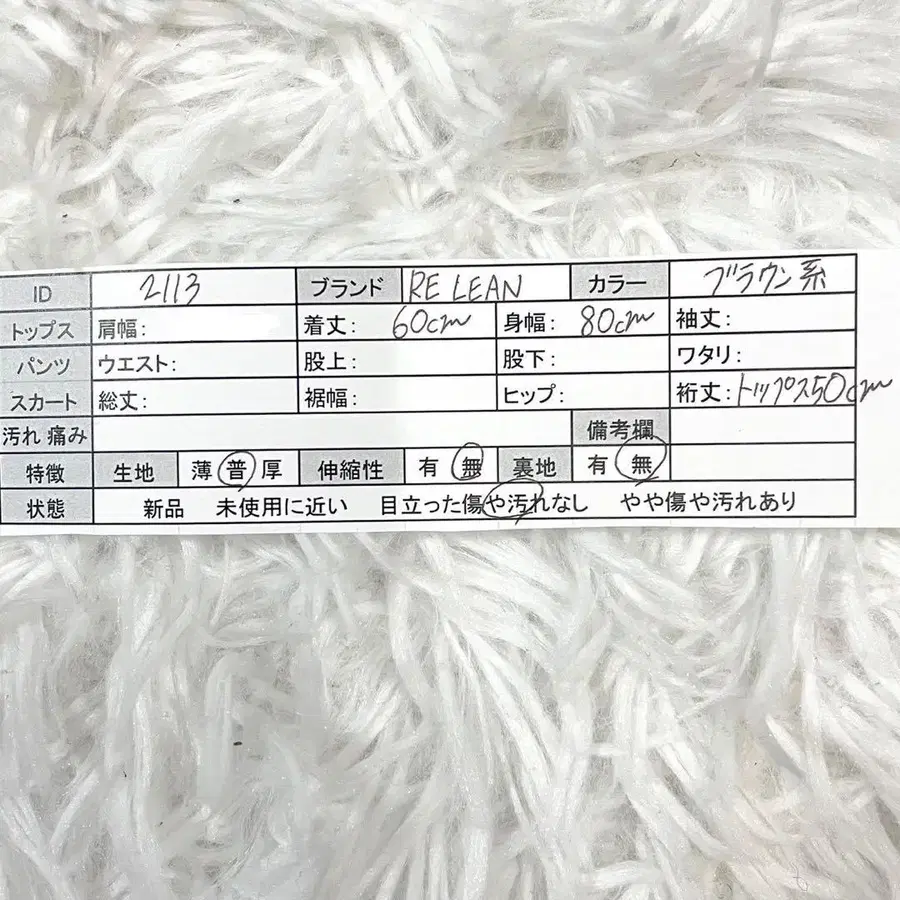 ID 2113 ブランド RE LEAN カラー ブラウン系
トップス 肩幅: 着丈: 60cm 身幅: 80cm 袖丈:
パンツ ウエスト: 股上: 股下: ワタリ:
スカート 総丈: 裾幅: ヒップ: 裄丈: トップス50cm
汚れ 痛み 備考欄
特徴 生地 薄 普 厚 伸縮性 有 無 裏地 有 無
状態 新品 未使用に近い 目立った傷や汚れなし やや傷や汚れあり